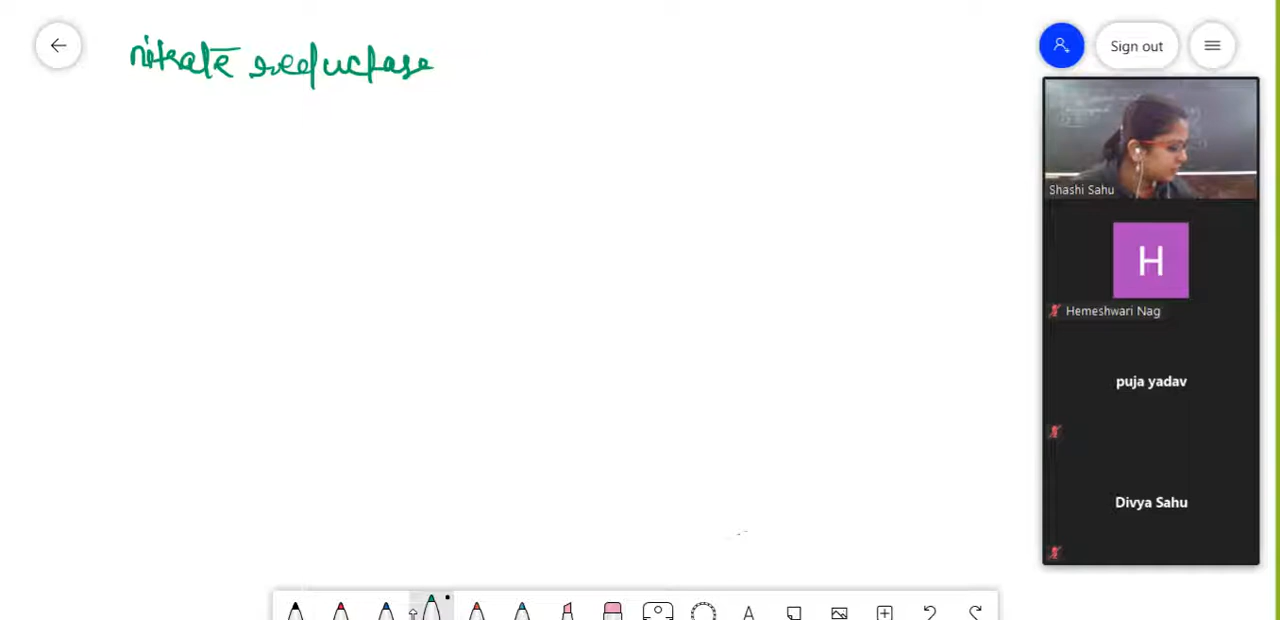 nitrate reductase
Sign out
Shashi Sahu
H
Hemeshwari Nag
puja yadav
Divya Sahu
A